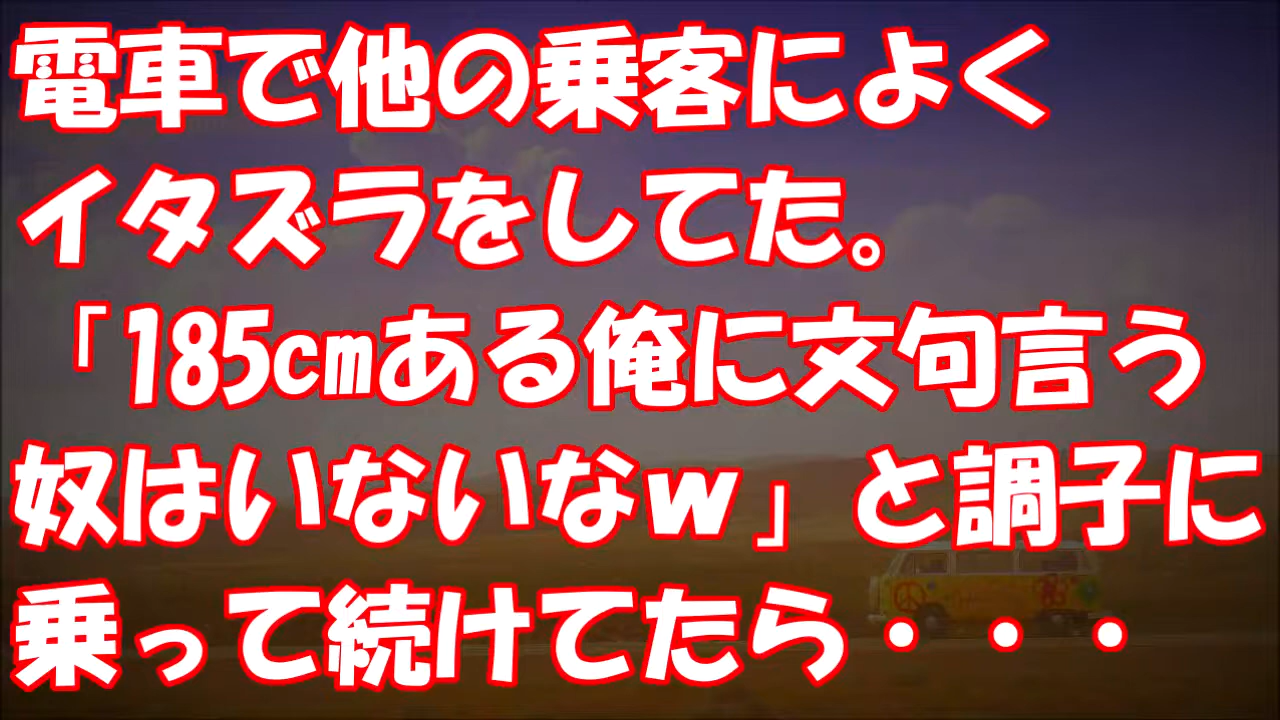 電車で他の乗客によく
イタズラをしてた。
「185cmある俺に文句言う
奴はいないなｗ」と調子に
乗って続けてたら・・・